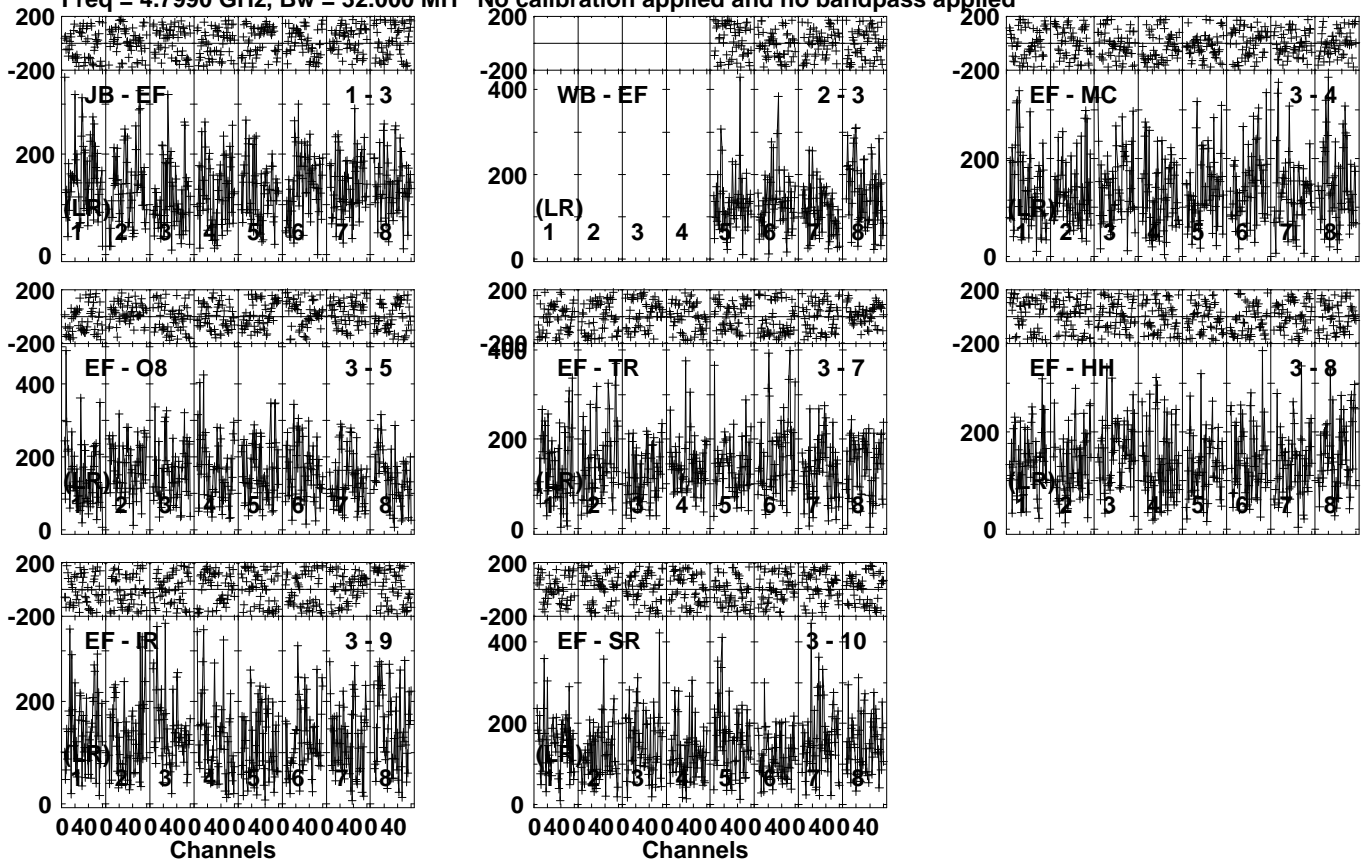 Freq = 4.7990 GHz, Bw = 32.000 MH No calibration applied and no bandpass applied
200
-200
JB - EF 1 - 3
200
(LR)
1 2 3 4 5 6 7 8
0
200
-200
400
WB - EF 2 - 3
200
(LR)
1 2 3 4 5 6 7 8
0
200
-200
EF - MC 3 - 4
200
(LR)
1 2 3 4 5 6 7 8
0
200
-200
EF - O8 3 - 5
400
200
(LR)
1 2 3 4 5 6 7 8
0
200
-200
400
EF - TR 3 - 7
200
(LR)
1 2 3 4 5 6 7 8
0
200
-200
EF - HH 3 - 8
200
(LR)
1 2 3 4 5 6 7 8
0
200
-200
EF - IR 3 - 9
200
(LR)
1 2 3 4 5 6 7 8
0
0 40 0 40 0 40 0 40 0 40 0 40 0 40 0 40
Channels
200
-200
EF - SR 3 - 10
400
200
(LR)
1 2 3 4 5 6 7 8
0
0 40 0 40 0 40 0 40 0 40 0 40 0 40 0 40
Channels